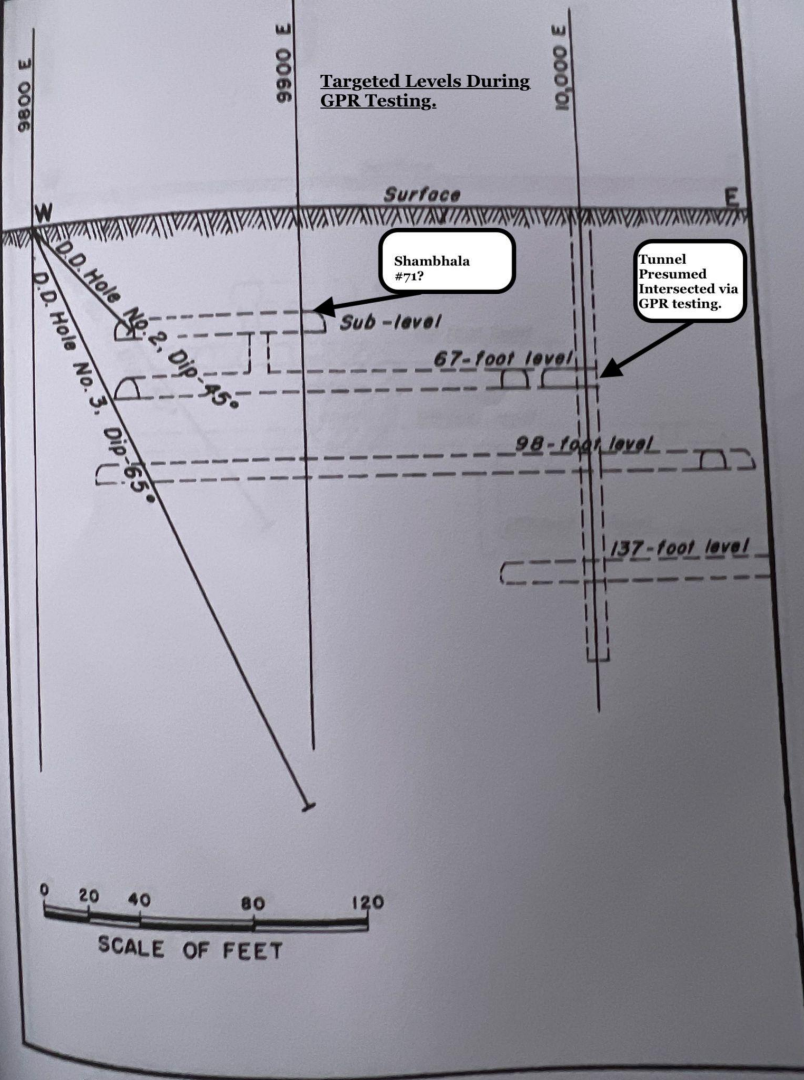 9800 E
9900 E
10,000 E
Targeted Levels During
GPR Testing.
Surface
W
E
D.D. Hole No. 2, Dip-45°
D.D. Hole No. 3, Dip-65°
Shambhala
#71?
Tunnel
Presumed
Intersected via
GPR testing.
Sub-level
67-foot level
98-foot level
137-foot level
0 20 40 80 120
SCALE OF FEET